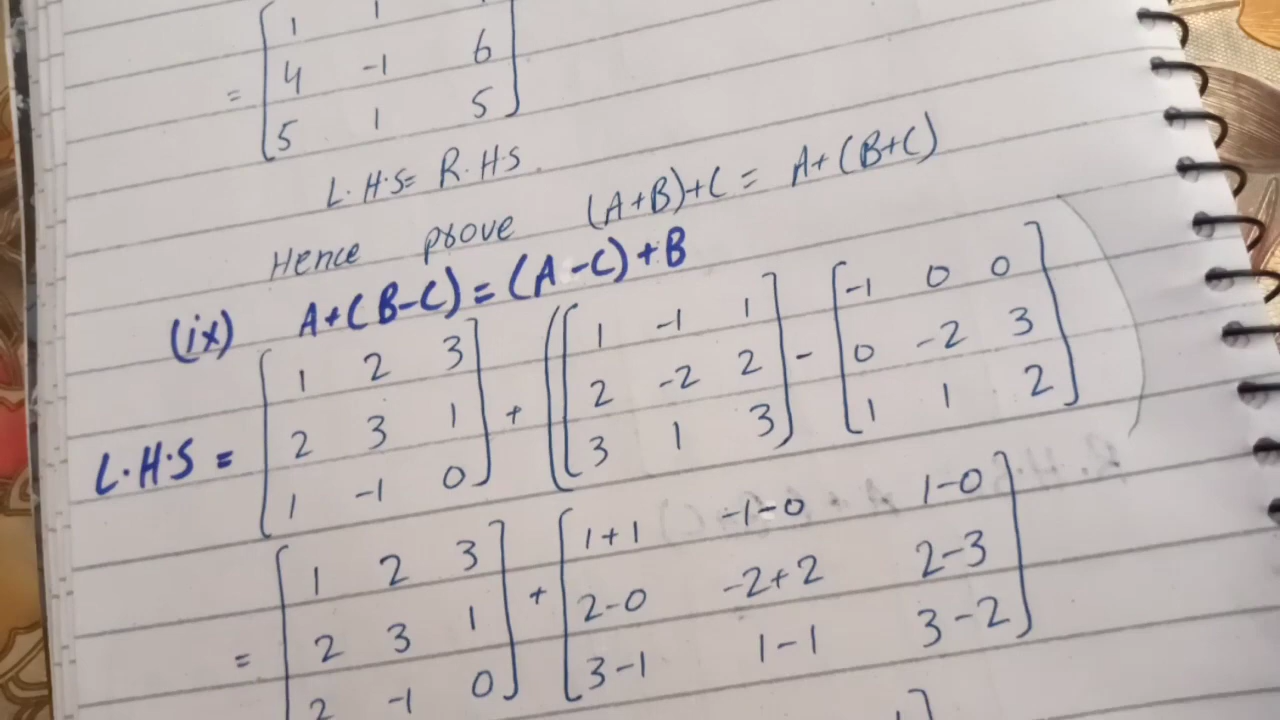 1 1
= 4 -1 6
5 1 5
L.H.S= R.H.S.
Hence prove (A+B)+C = A+(B+C)
(ix) A+(B-C)=(A-C)+B
L.H.S = [1 2 3 + ([1 -1 1] - [-1 0 0]
2 3 1 2 -2 2 0 -2 3
1 -1 0] 3 1 3 1 1 2])
= [1 2 3] + [1+1 -1-0 1-0]
2 3 1 2-0 -2+2 2-3
2 -1 0 3-1 1-1 3-2